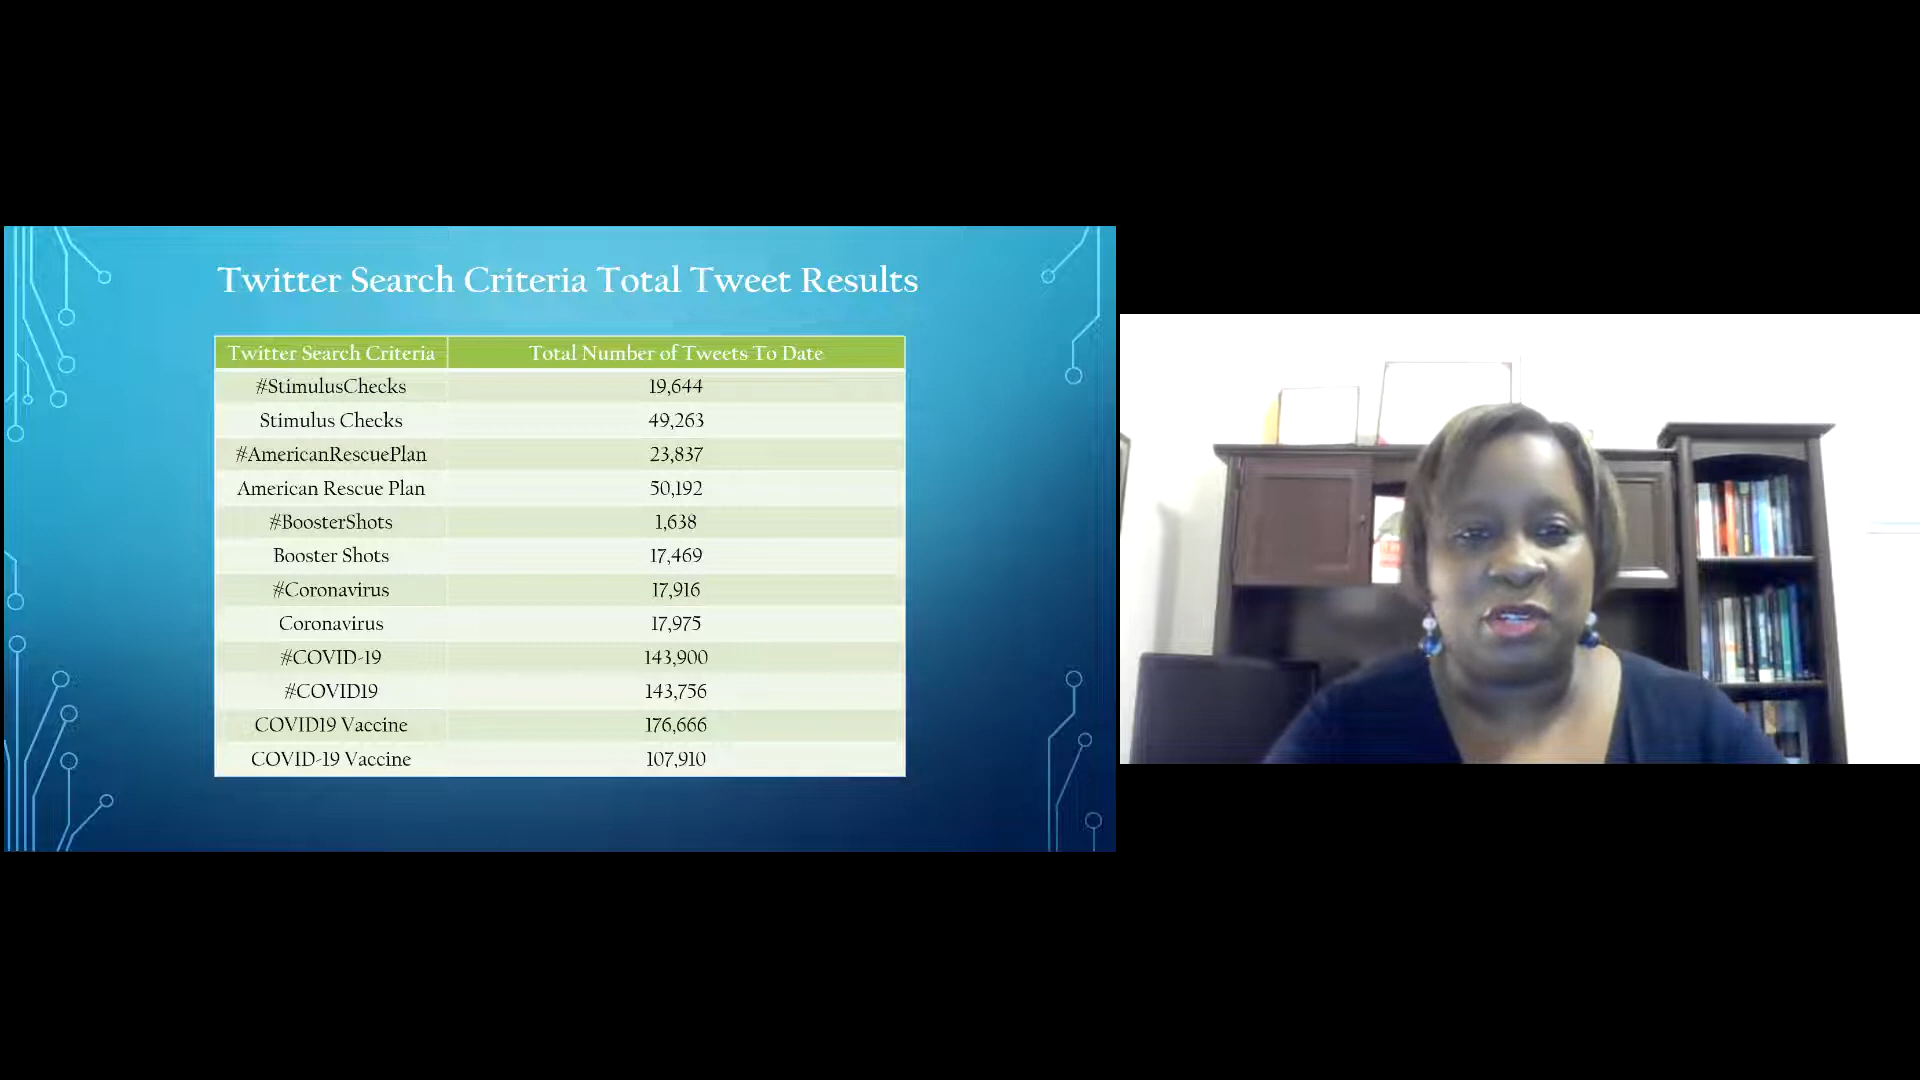 Twitter Search Criteria Total Tweet Results
Twitter Search Criteria Total Number of Tweets To Date
#StimulusChecks 19,644
Stimulus Checks 49,263
#AmericanRescuePlan 23,837
American Rescue Plan 50,192
#BoosterShots 1,638
Booster Shots 17,469
#Coronavirus 17,916
Coronavirus 17,975
#COVID-19 143,900
#COVID19 143,756
COVID19 Vaccine 176,666
COVID-19 Vaccine 107,910